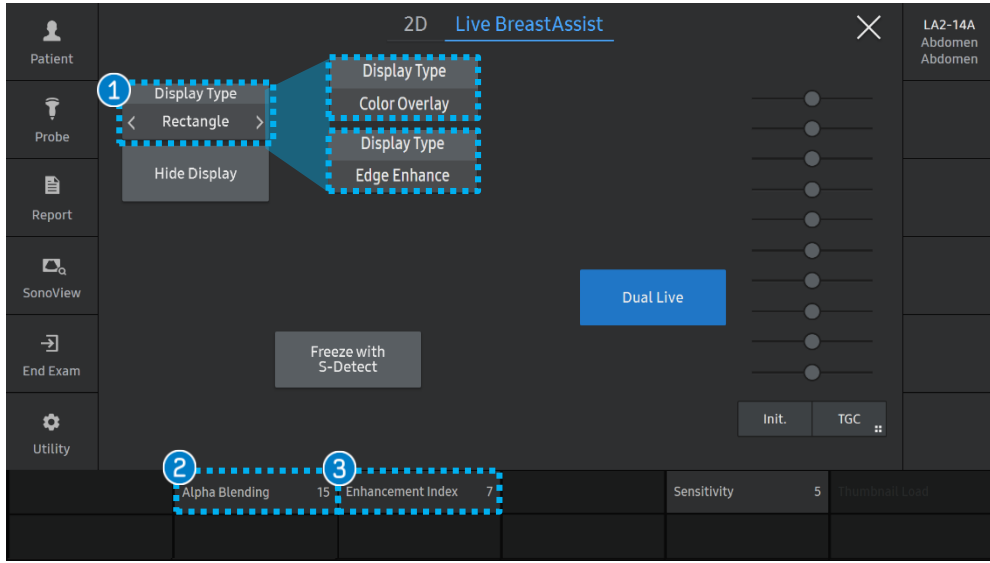 2D Live BreastAssist
LA2-14A
Abdomen
Abdomen
Patient
Probe
Report
SonoView
End Exam
Utility
1
Display Type
Rectangle
Hide Display
Display Type
Color Overlay
Display Type
Edge Enhance
Dual Live
Freeze with
S-Detect
Init.
TGC
2
Alpha Blending 15
3
Enhancement Index 7
Sensitivity 5
Thumbnail Load